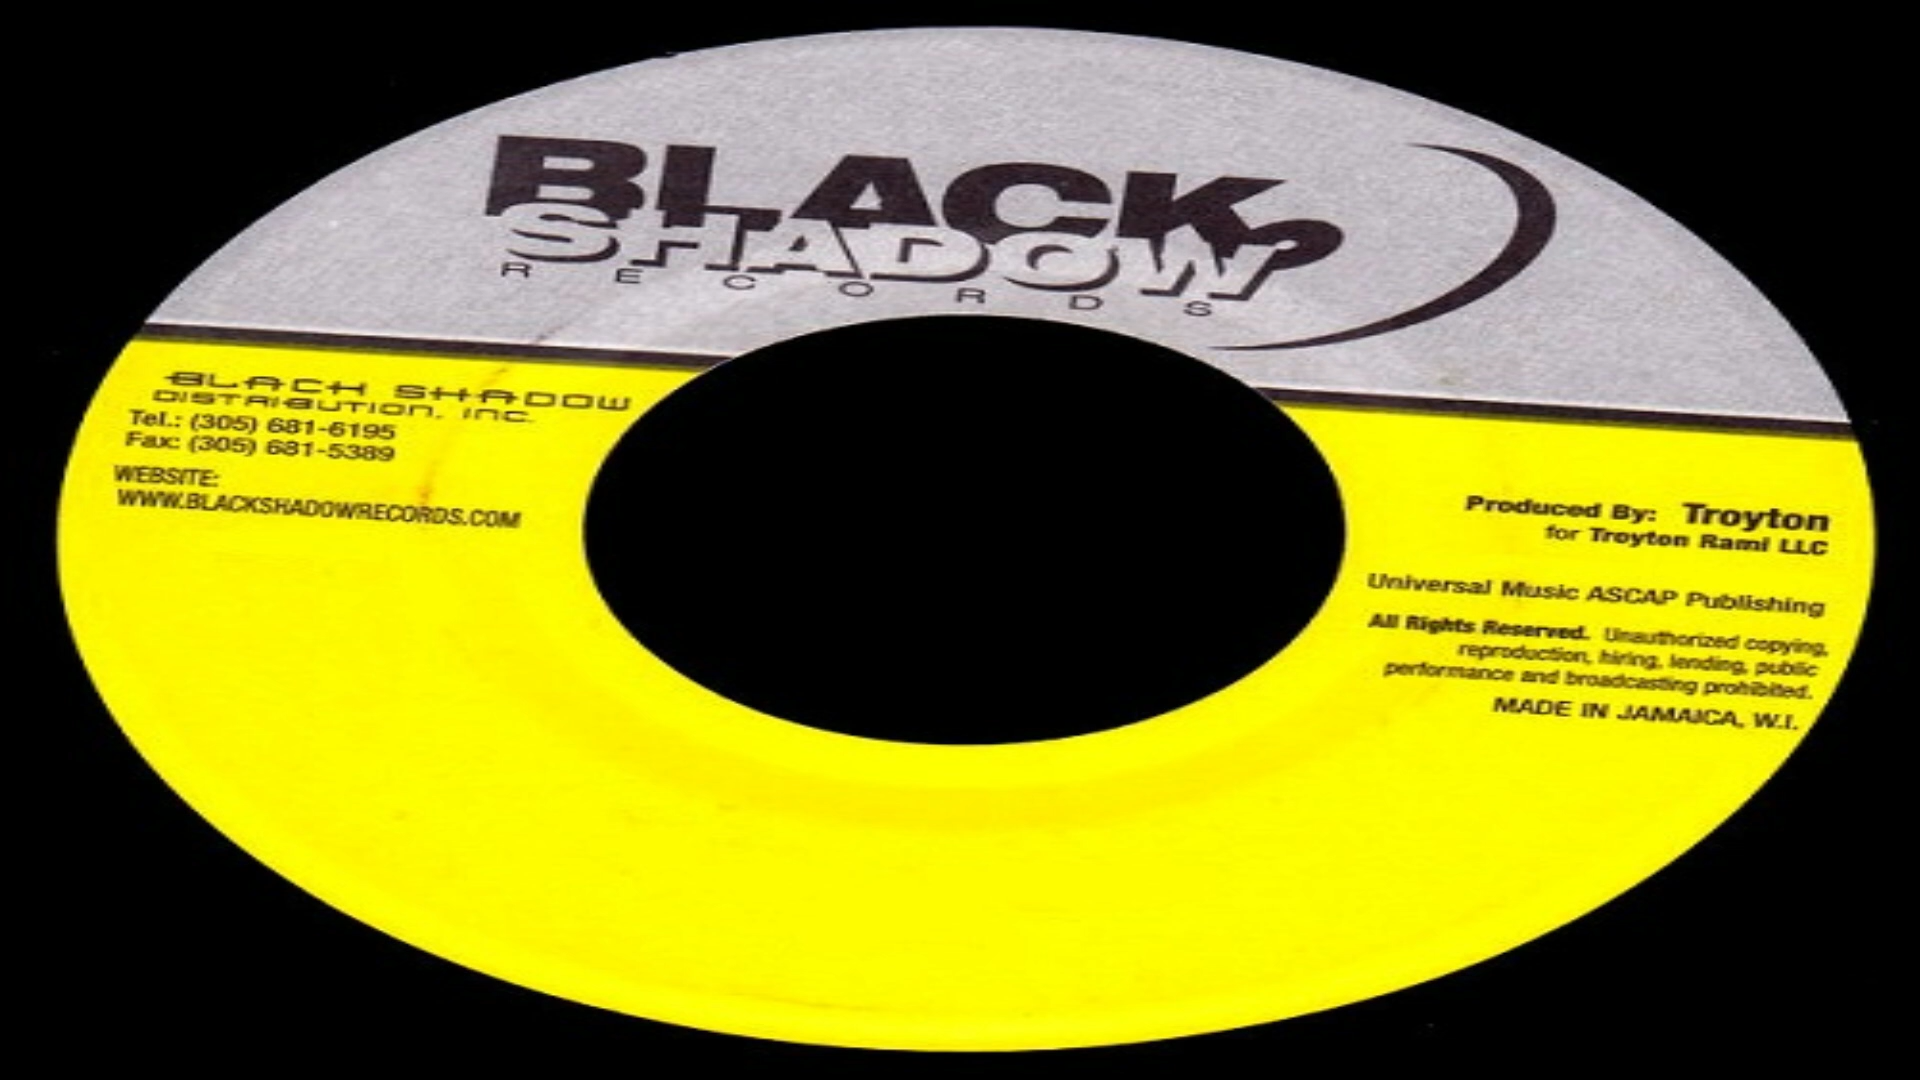 BLACK
SHADOW
RECORDS
BLACK SHADOW
DISTRIBUTION, INC.
Tel.: (305) 681-6195
Fax: (305) 681-5389
WEBSITE:
WWW.BLACKSHADOWRECORDS.COM
Produced By: Troyton
for Troyton Rami LLC
Universal Music ASCAP Publishing
All Rights Reserved. Unauthorized copying,
reproduction, hiring, lending, public
performance and broadcasting prohibited.
MADE IN JAMAICA, W.I.